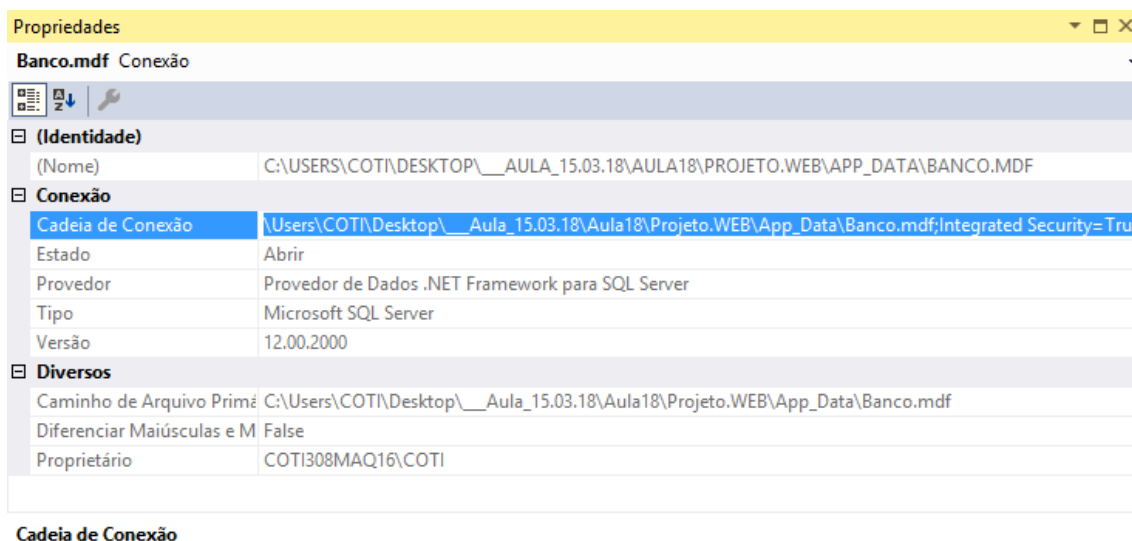 Propriedades
Banco.mdf Conexão
(Identidade)
(Nome) C:\USERS\COTI\DESKTOP\___AULA_15.03.18\AULA18\PROJETO.WEB\APP_DATA\BANCO.MDF
Conexão
Cadeia de Conexão \Users\COTI\Desktop\___Aula_15.03.18\Aula18\Projeto.WEB\App_Data\Banco.mdf;Integrated Security=Tru
Estado Abrir
Provedor Provedor de Dados .NET Framework para SQL Server
Tipo Microsoft SQL Server
Versão 12.00.2000
Diversos
Caminho de Arquivo Primá C:\Users\COTI\Desktop\___Aula_15.03.18\Aula18\Projeto.WEB\App_Data\Banco.mdf
Diferenciar Maiúsculas e M False
Proprietário COTI308MAQ16\COTI
Cadeia de Conexão